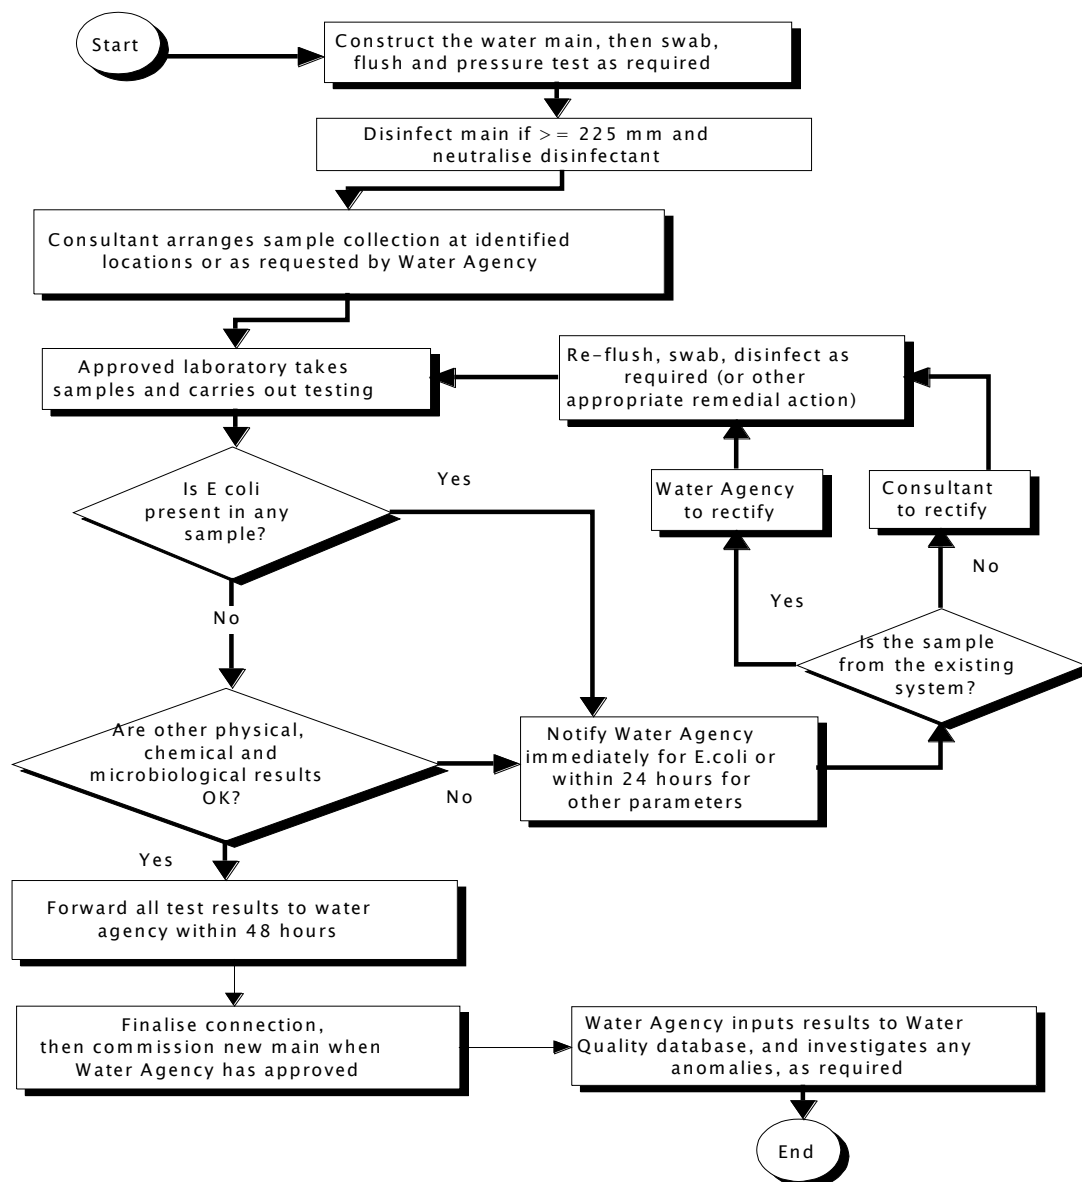 Start
Construct the water main, then swab,
flush and pressure test as required
Disinfect main if >= 225 mm and
neutralise disinfectant
Consultant arranges sample collection at identified
locations or as requested by Water Agency
Approved laboratory takes
samples and carries out testing
Re-flush, swab, disinfect as
required (or other
appropriate remedial action)
Is E coli
present in any
sample?
Yes
No
Water Agency
to rectify
Consultant
to rectify
Yes
No
Is the sample
from the existing
system?
Are other physical,
chemical and
microbiological results
OK?
No
Yes
Notify Water Agency
immediately for E.coli or
within 24 hours for
other parameters
Forward all test results to water
agency within 48 hours
Finalise connection,
then commission new main when
Water Agency has approved
Water Agency inputs results to Water
Quality database, and investigates any
anomalies, as required
End